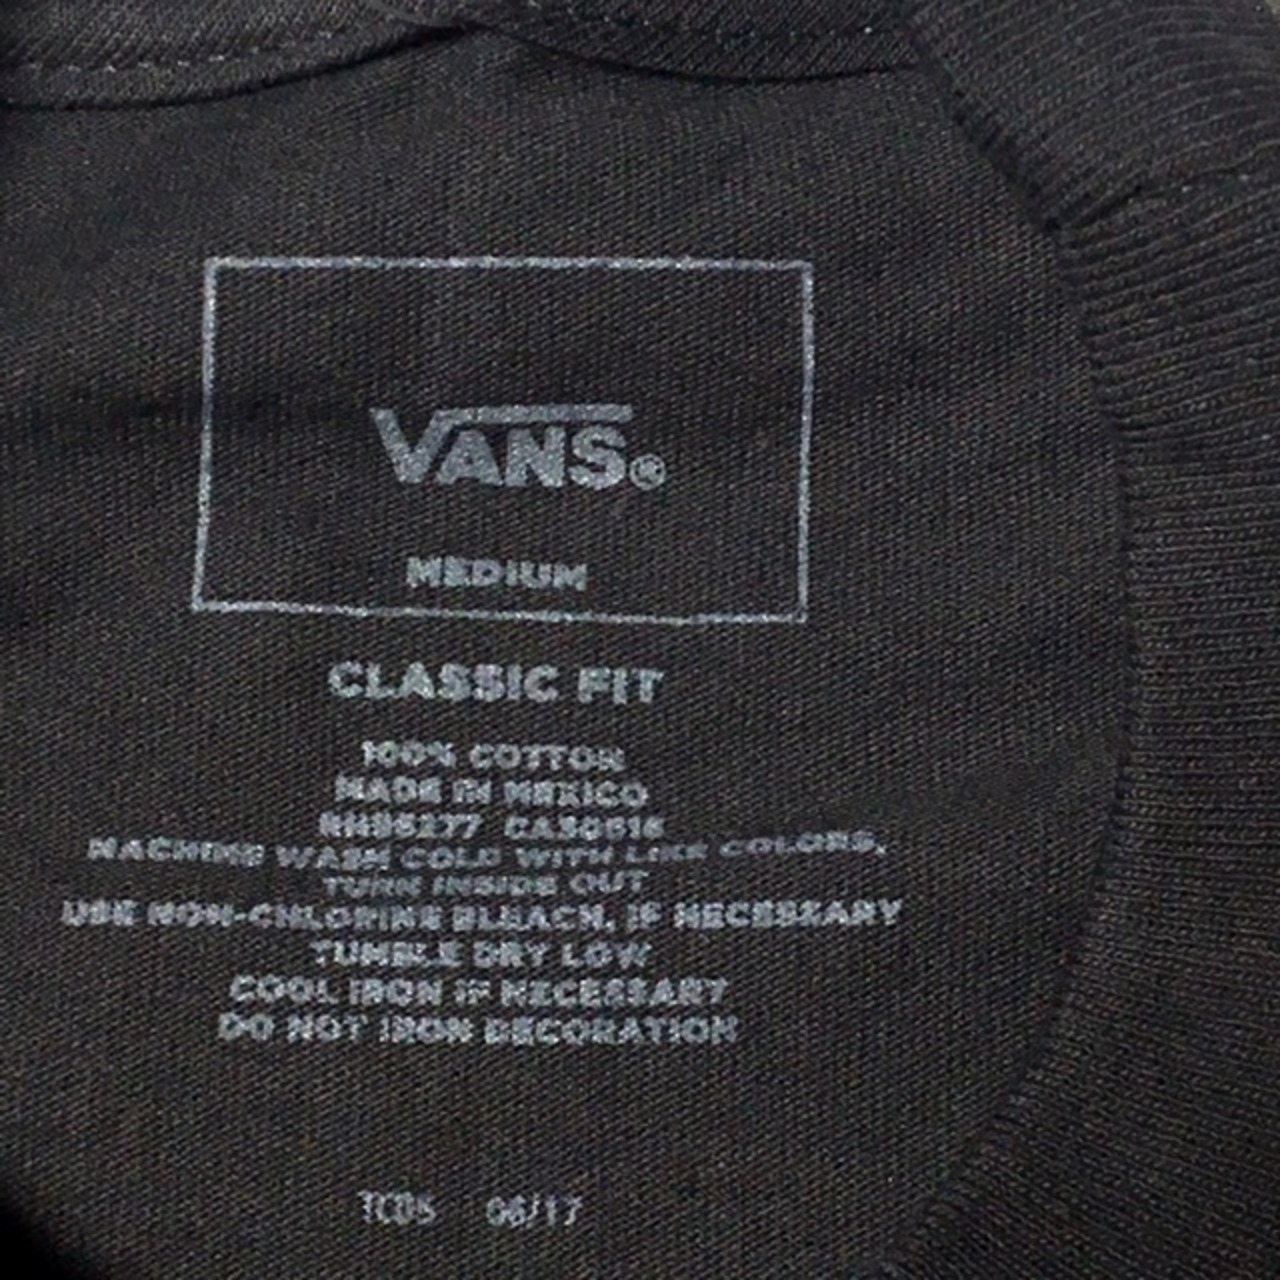 VANS®
MEDIUM
CLASSIC FIT
100% COTTON
MADE IN MEXICO
MACHINE WASH COLD WITH LIKE COLORS,
TURN INSIDE OUT
USE NON-CHLORINE BLEACH, IF NECESSARY
TUMBLE DRY LOW
COOL IRON IF NECESSARY
DO NOT IRON DECORATION
06/17